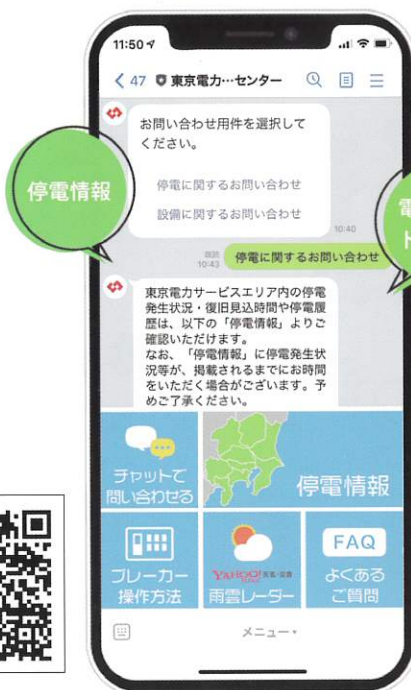 11:50
47 東京電力…センター
お問い合わせ用件を選択して
ください。
停電に関するお問い合わせ
設備に関するお問い合わせ
10:40
停電情報
電
ト
既読
10:43
停電に関するお問い合わせ
東京電力サービスエリア内の停電
発生状況・復旧見込時間や停電履
歴は、以下の「停電情報」よりご
確認いただけます。
なお、「停電情報」に停電発生状
況等が、掲載されるまでにお時間
をいただく場合がございます。予
めご了承ください。
チャットで
問い合わせる
停電情報
ブレーカー
操作方法
YAHOO!天気・災害
雨雲レーダー
FAQ
よくある
ご質問
メニュー